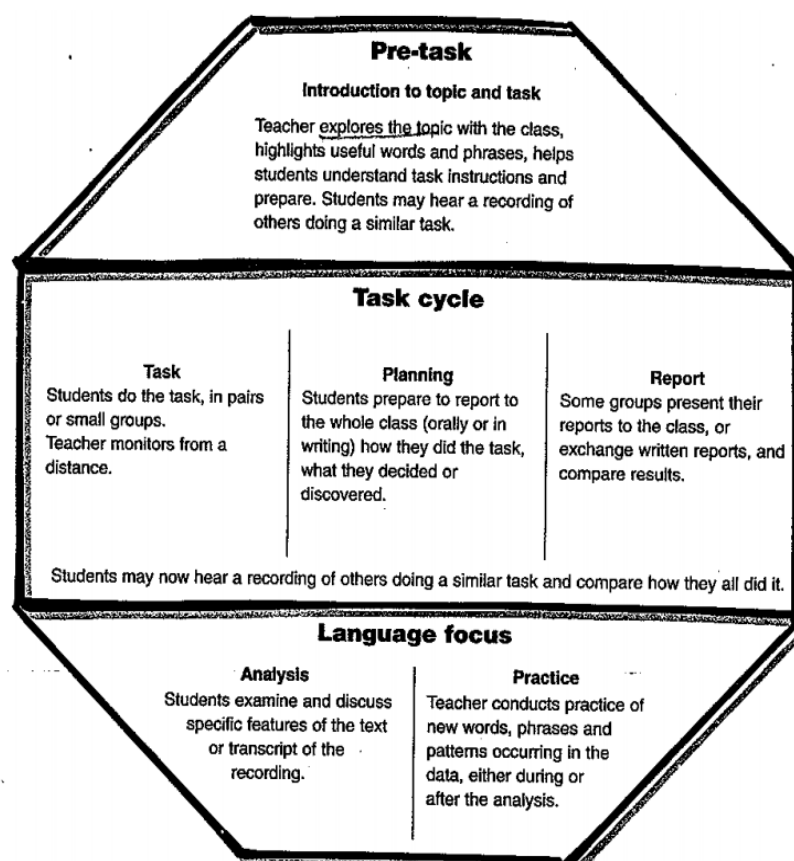 Pre-task
Introduction to topic and task
Teacher explores the topic with the class,
highlights useful words and phrases, helps
students understand task instructions and
prepare. Students may hear a recording of
others doing a similar task.
Task cycle
Task
Students do the task, in pairs
or small groups.
Teacher monitors from a
distance.
Planning
Students prepare to report to
the whole class (orally or in
writing) how they did the task,
what they decided or
discovered.
Report
Some groups present their
reports to the class, or
exchange written reports, and
compare results.
Students may now hear a recording of others doing a similar task and compare how they all did it.
Language focus
Analysis
Students examine and discuss
specific features of the text
or transcript of the
recording.
Practice
Teacher conducts practice of
new words, phrases and
patterns occurring in the
data, either during or
after the analysis.